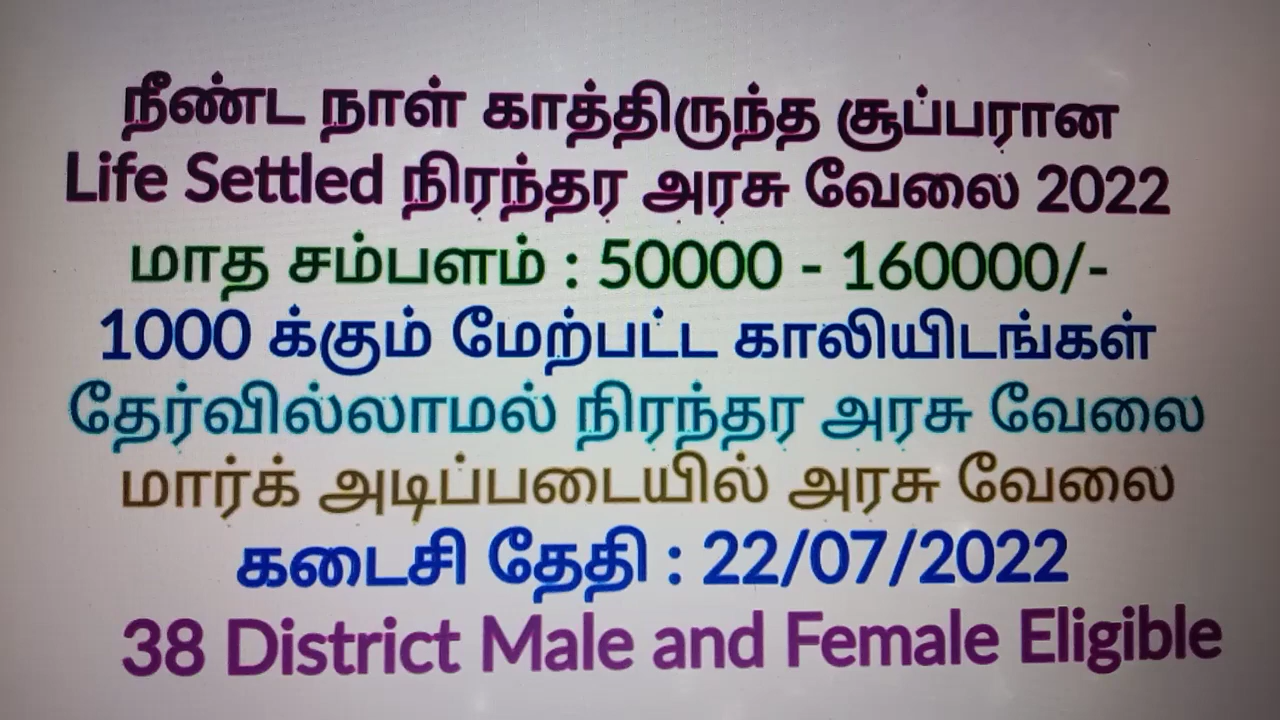 நீண்ட நாள் காத்திருந்த சூப்பரான
Life Settled நிரந்தர அரசு வேலை 2022
மாத சம்பளம் : 50000 - 160000/-
1000 க்கும் மேற்பட்ட காலியிடங்கள்
தேர்வில்லாமல் நிரந்தர அரசு வேலை
மார்க் அடிப்படையில் அரசு வேலை
கடைசி தேதி : 22/07/2022
38 District Male and Female Eligible